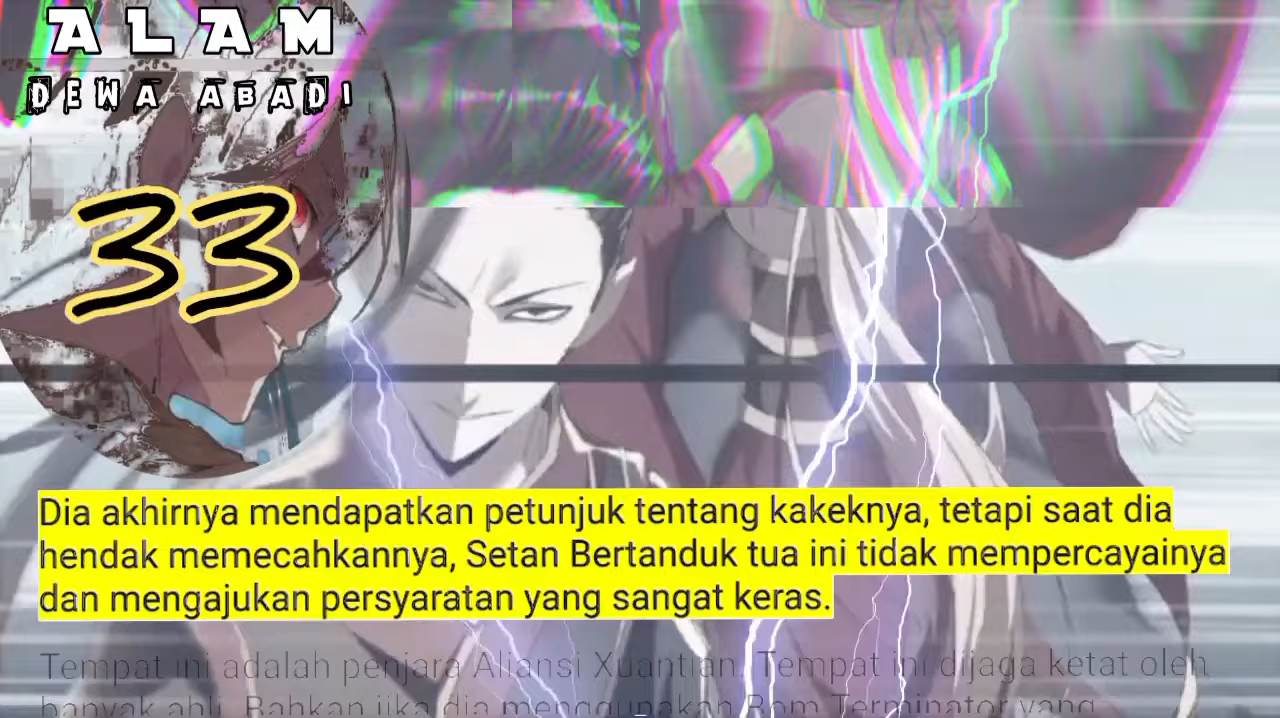 ALAM
DEWA ABADI
33
Dia akhirnya mendapatkan petunjuk tentang kakeknya, tetapi saat dia
hendak memecahkannya, Setan Bertanduk tua ini tidak mempercayainya
dan mengajukan persyaratan yang sangat keras.
Tempat ini adalah penjara Aliansi Xuantian. Tempat ini dijaga ketat oleh
banyak ahli. Bahkan jika dia menggunakan Bom Terminator yang